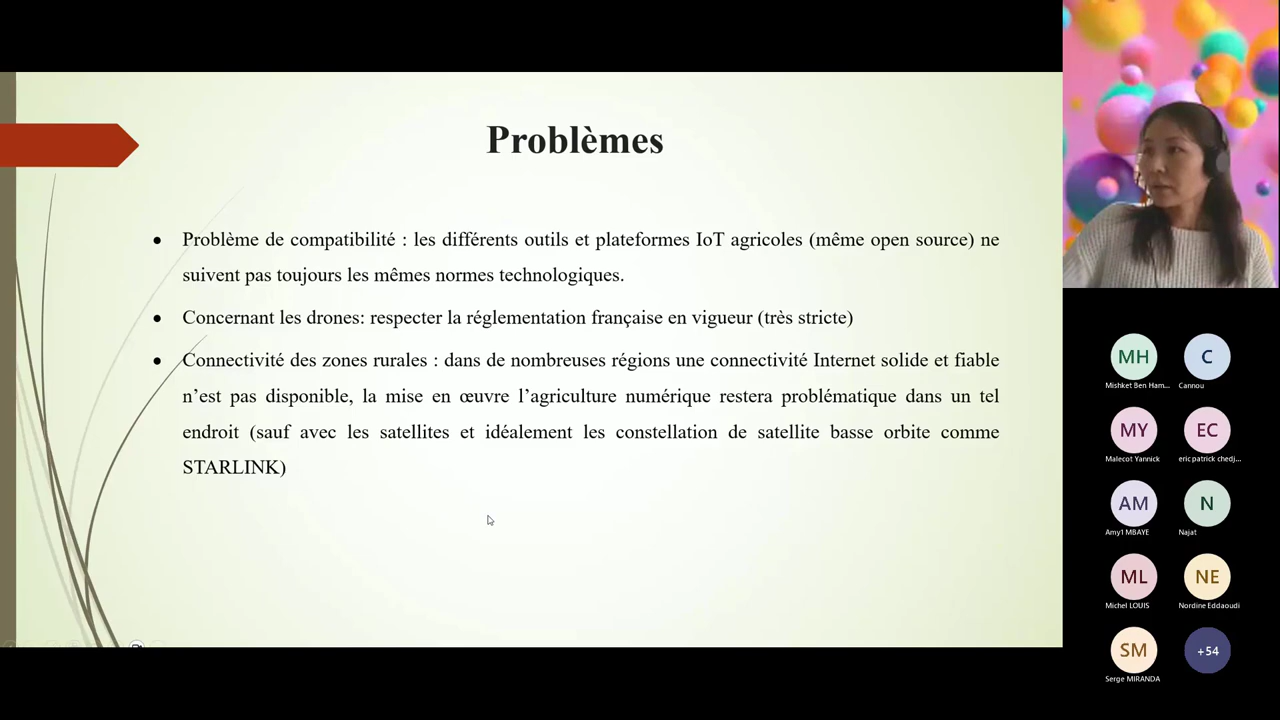 Problèmes
• Problème de compatibilité : les différents outils et plateformes IoT agricoles (même open source) ne
suivent pas toujours les mêmes normes technologiques.
• Concernant les drones: respecter la réglementation française en vigueur (très stricte)
• Connectivité des zones rurales : dans de nombreuses régions une connectivité Internet solide et fiable
n’est pas disponible, la mise en œuvre l’agriculture numérique restera problématique dans un tel
endroit (sauf avec les satellites et idéalement les constellation de satellite basse orbite comme
STARLINK)
MH
C
Mishket Ben Ham...
Cannou
MY
EC
Malecot Yannick
eric patrick chedj...
AM
N
Amy1 MBAYE
Najat
ML
NE
Michel LOUIS
Nordine Eddaoudi
SM
+54
Serge MIRANDA